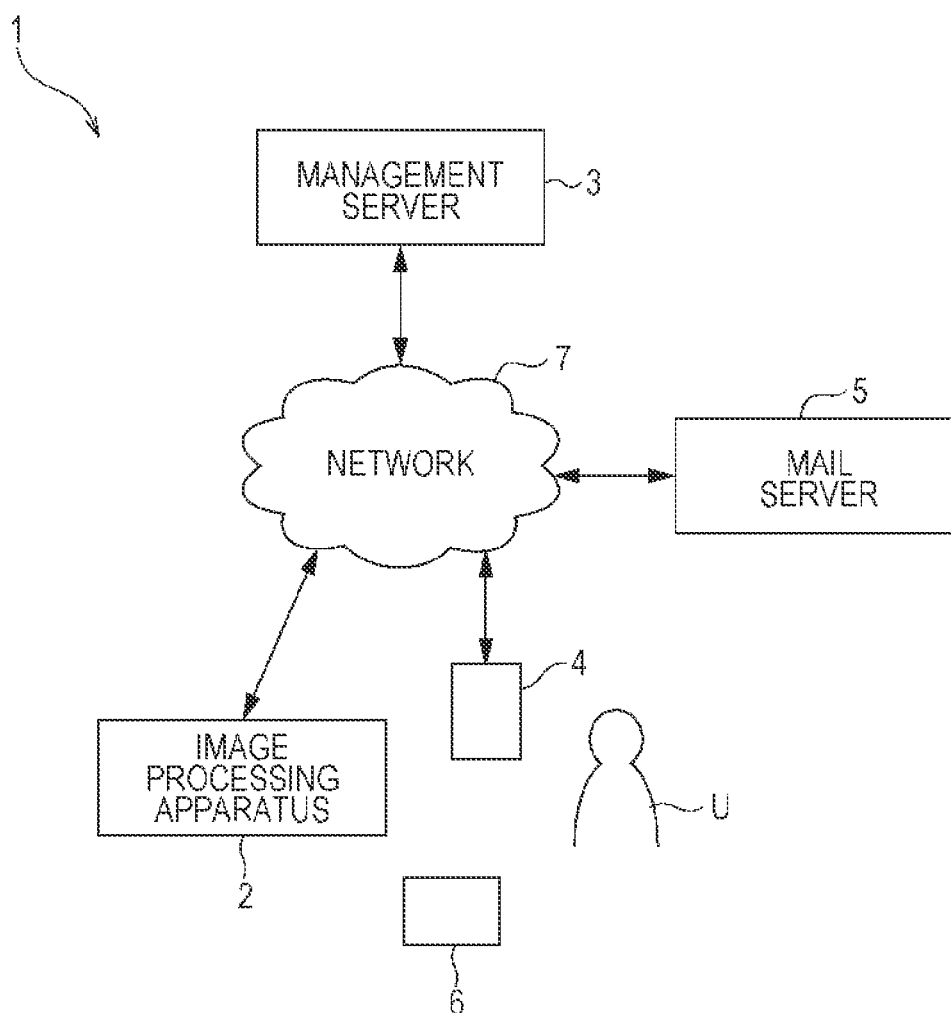 1
MANAGEMENT
SERVER
3
7
NETWORK
5
MAIL
SERVER
4
IMAGE
PROCESSING
APPARATUS
2
U
6